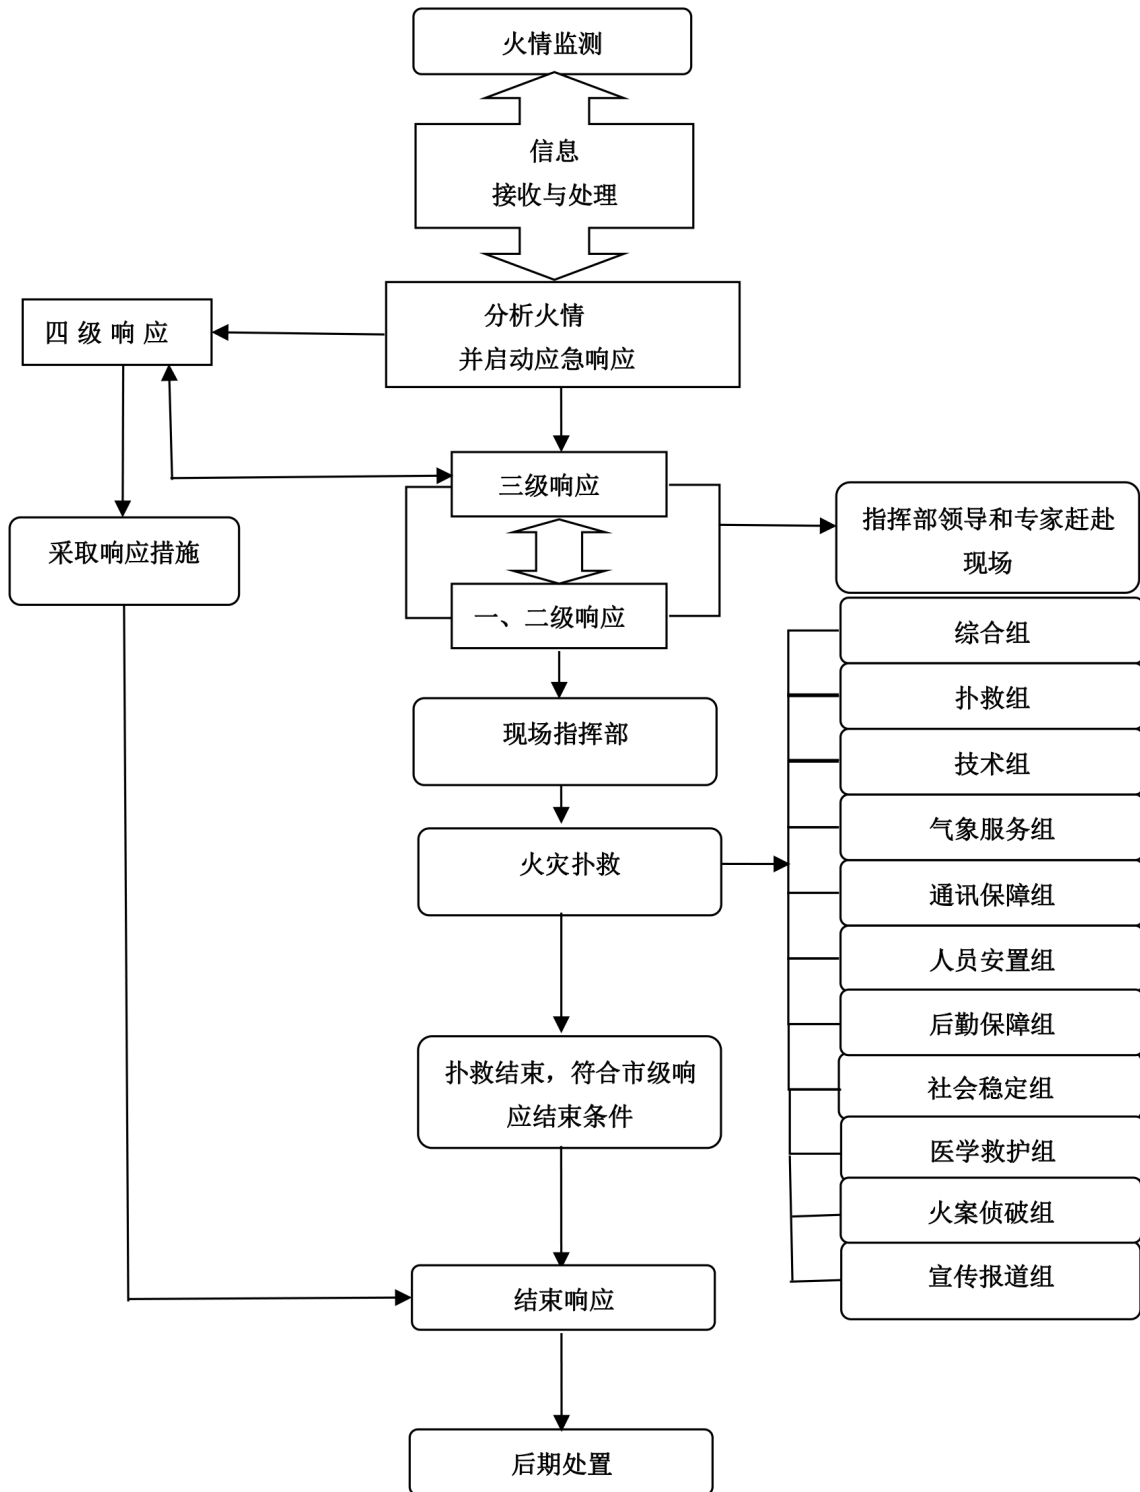 火情监测
信息
接收与处理
分析火情
并启动应急响应
四 级 响 应
三级响应
采取响应措施
指挥部领导和专家赶赴
现场
一、二级响应
现场指挥部
火灾扑救
综合组
扑救组
技术组
气象服务组
通讯保障组
人员安置组
后勤保障组
社会稳定组
医学救护组
火案侦破组
宣传报道组
扑救结束，符合市级响
应结束条件
结束响应
后期处置